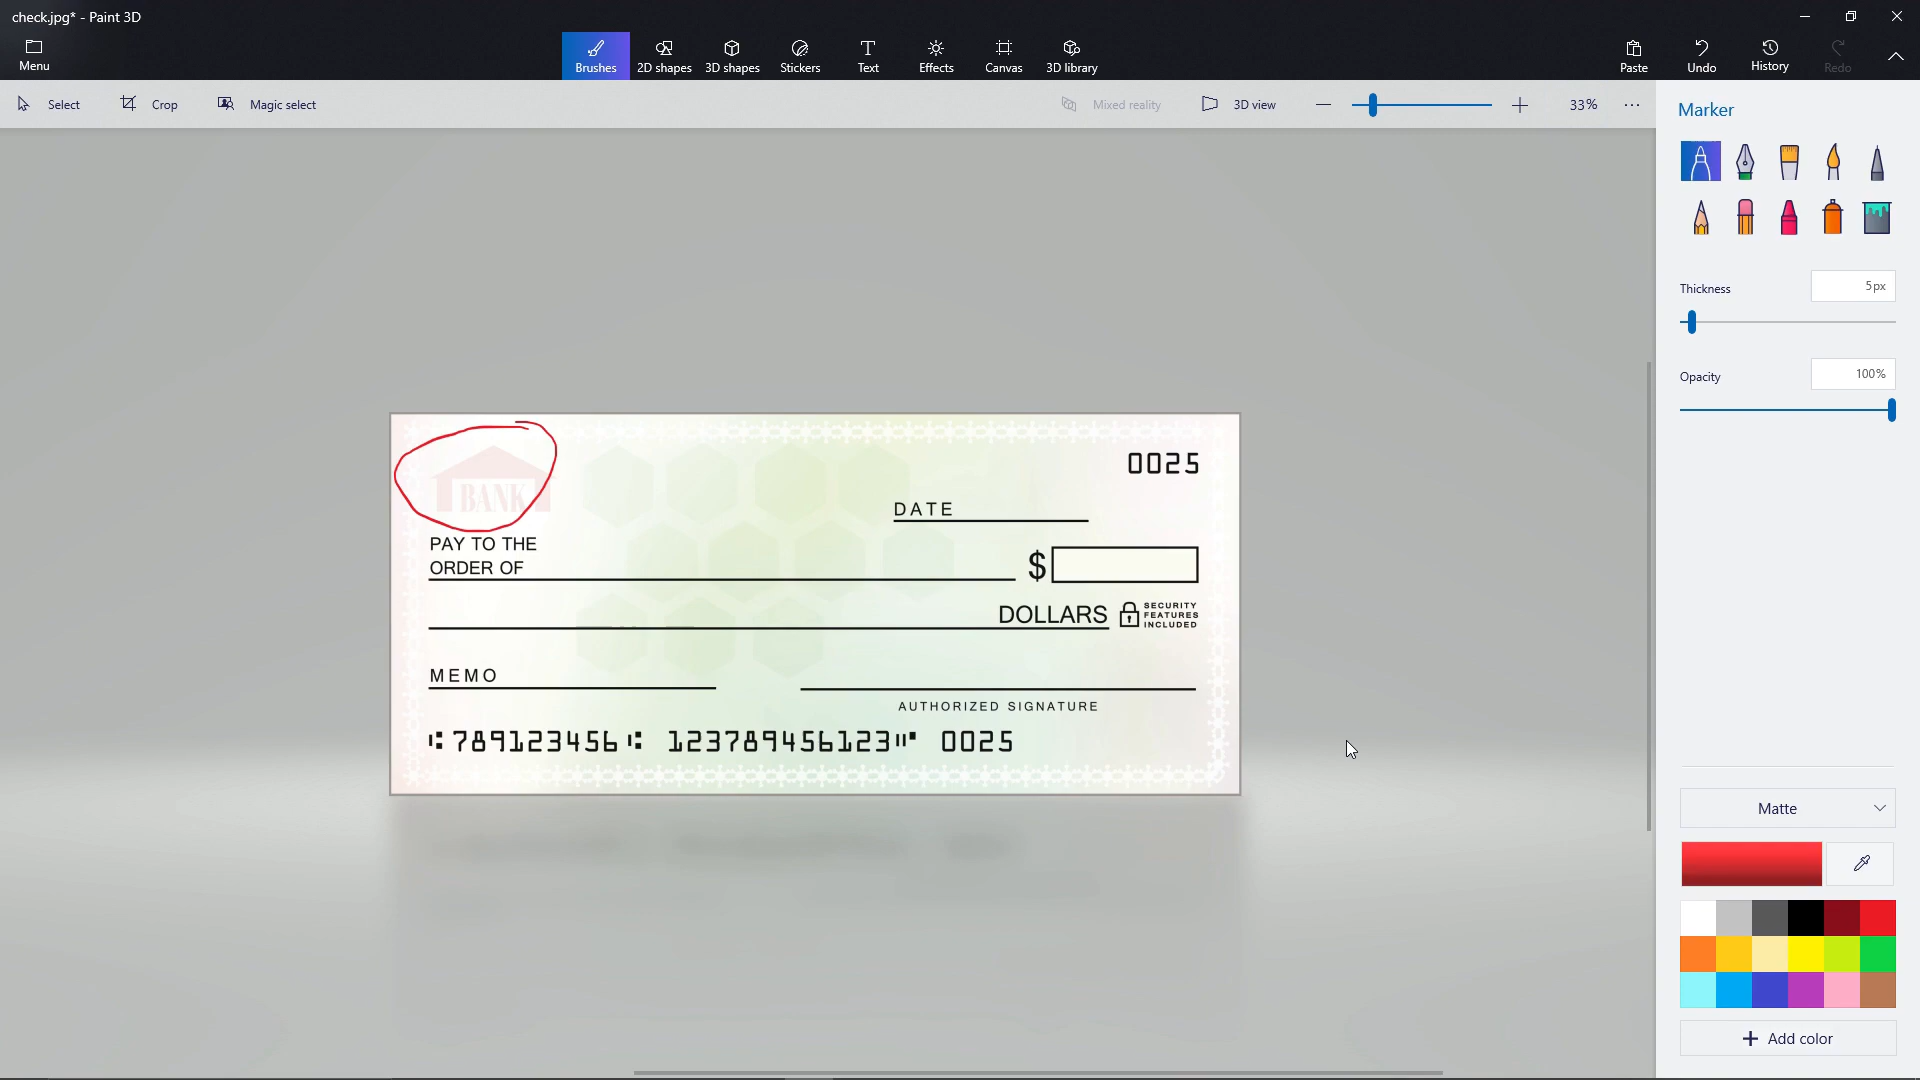 check.jpg* - Paint 3D
Menu
Brushes 2D shapes 3D shapes Stickers Text Effects Canvas 3D library Paste Undo History Redo
Select Crop Magic select Mixed reality 3D view 33%
Marker
Thickness 5px
Opacity 100%
BANK
0025
DATE
PAY TO THE
ORDER OF
$
DOLLARS
SECURITY
FEATURES
INCLUDED
MEMO
AUTHORIZED SIGNATURE
⑆789123456⑆ 123789456123⑈ 0025
Matte
Add color